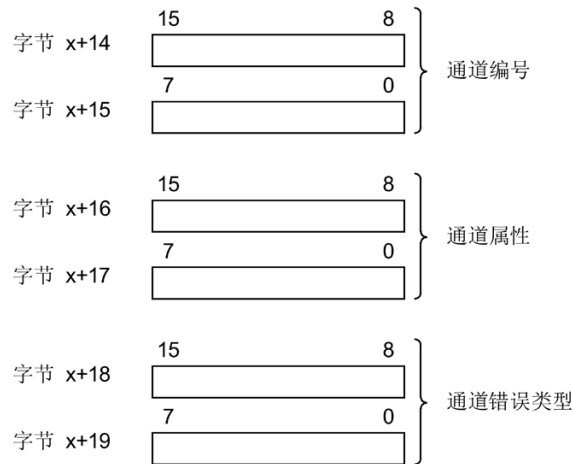 15 8
字节 x+14
通道编号
7 0
字节 x+15
15 8
字节 x+16
通道属性
7 0
字节 x+17
15 8
字节 x+18
通道错误类型
7 0
字节 x+19